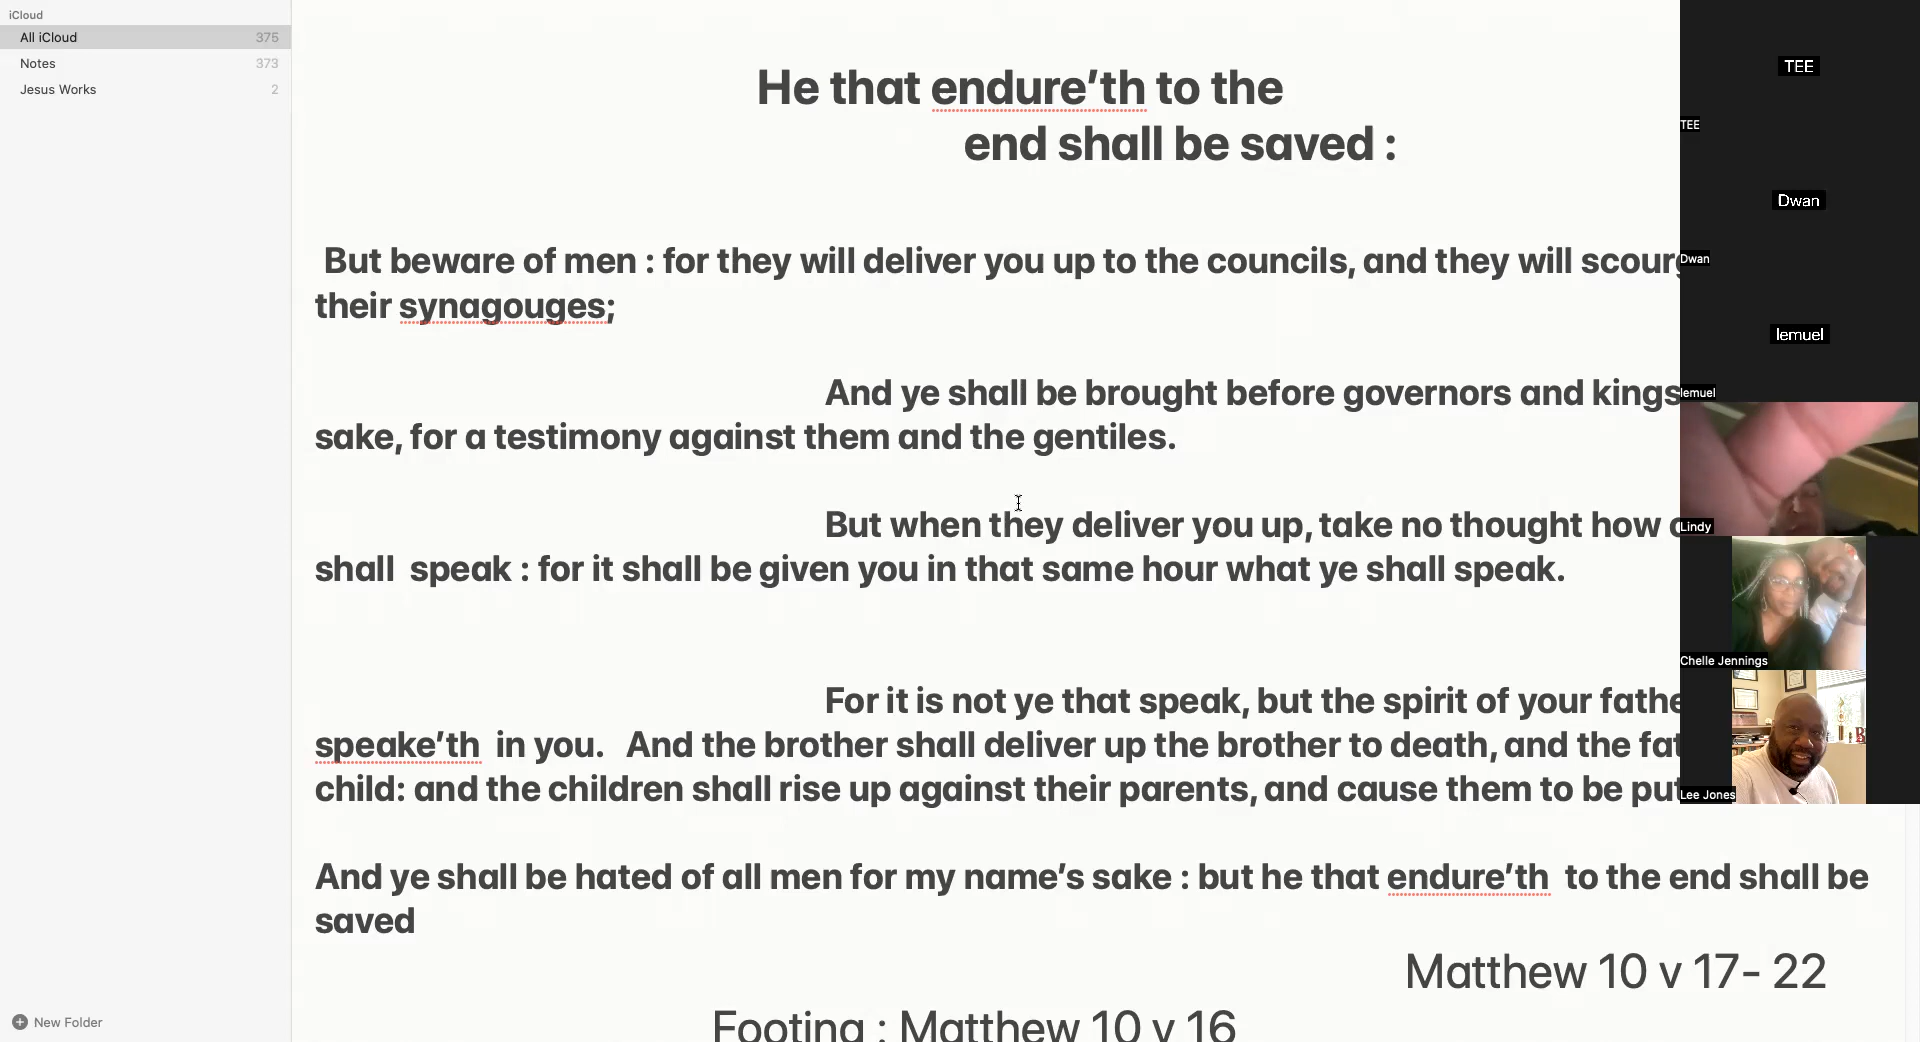 iCloud
All iCloud 375
Notes 373
Jesus Works 2
New Folder
He that endure’th to the
end shall be saved :
But beware of men : for they will deliver you up to the councils, and they will
their synagouges;
And ye shall be brought before governors and kings
sake, for a testimony against them and the gentiles.
But when they deliver you up, take no thought how
shall speak : for it shall be given you in that same hour what ye shall speak.
For it is not ye that speak, but the spirit of your
speake’th in you. And the brother shall deliver up the brother to death, and the
child: and the children shall rise up against their parents, and cause them to be put
And ye shall be hated of all men for my name’s sake : but he that endure’th to the end shall be
saved
Matthew 10 v 17- 22
Footing : Matthew 10 v 16
TEE
TEE
Dwan
Dwan
lemuel
lemuel
Lindy
Chelle Jennings
Lee Jones